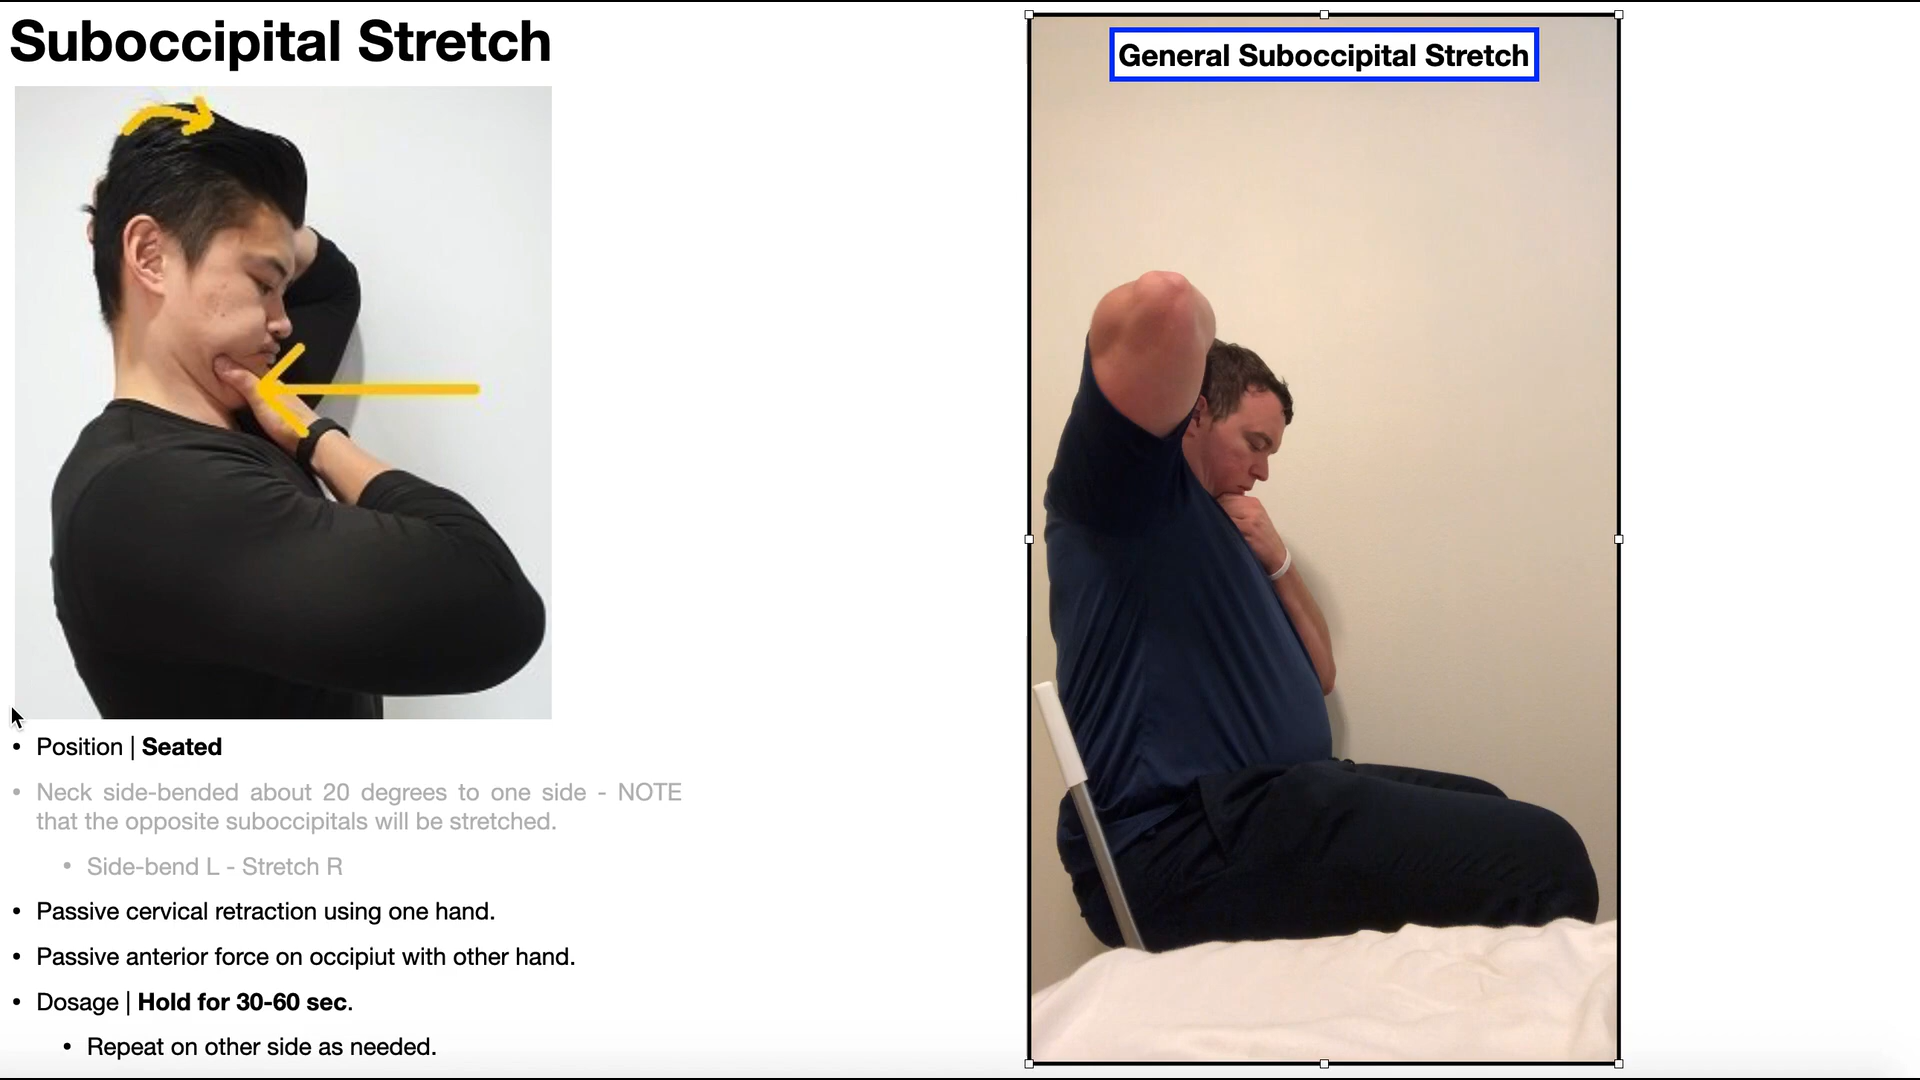 Suboccipital Stretch
General Suboccipital Stretch
• Position | Seated
• Neck side-bended about 20 degrees to one side - NOTE
that the opposite suboccipitals will be stretched.
• Side-bend L - Stretch R
• Passive cervical retraction using one hand.
• Passive anterior force on occipiut with other hand.
• Dosage | Hold for 30-60 sec.
• Repeat on other side as needed.